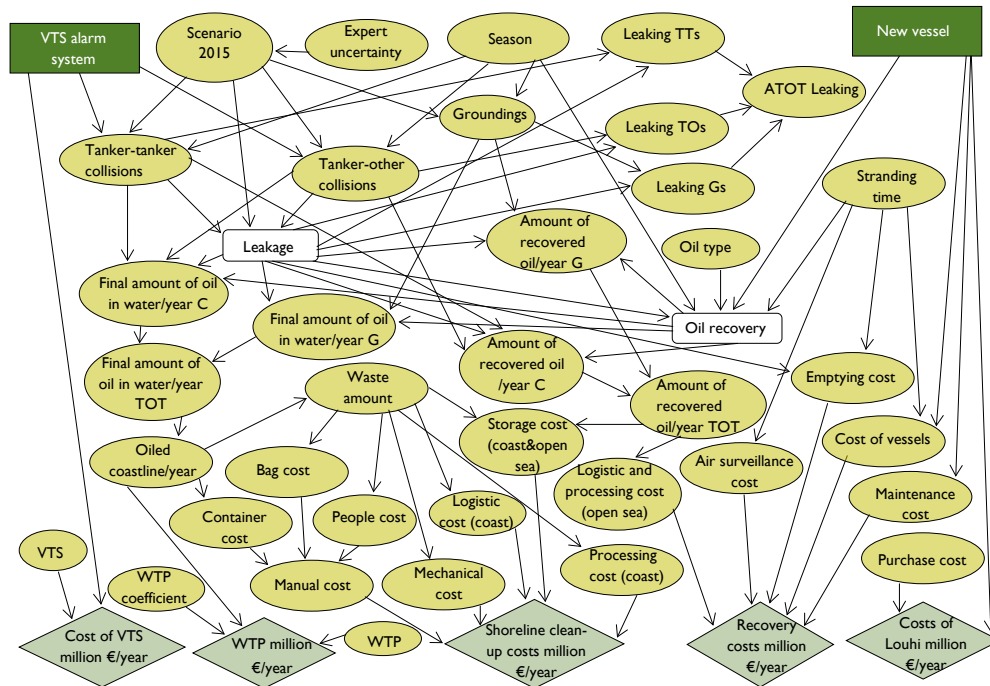 VTS alarm
system
Scenario
2015
Expert
uncertainty
Season
Leaking TTs
New vessel
ATOT Leaking
Groundings
Leaking TOs
Tanker-tanker
collisions
Tanker-other
collisions
Leaking Gs
Stranding
time
Leakage
Amount of
recovered
oil/year G
Oil type
Final amount of oil
in water/year C
Final amount of oil
in water/year G
Oil recovery
Final amount of
oil in water/year
TOT
Waste
amount
Amount of
recovered oil
/year C
Amount of
recovered
oil/year TOT
Emptying cost
Oiled
coastline/year
Bag cost
Storage cost
(coast&open
sea)
Logistic and
processing cost
(open sea)
Air surveillance
cost
Cost of vessels
Container
cost
People cost
Logistic
cost (coast)
Maintenance
cost
VTS
WTP
coefficient
Manual cost
Mechanical
cost
Processing
cost (coast)
Purchase cost
Cost of VTS
million €/year
WTP million
€/year
WTP
Shoreline clean-
up costs million
€/year
Recovery
costs million
€/year
Costs of
Louhi million
€/year